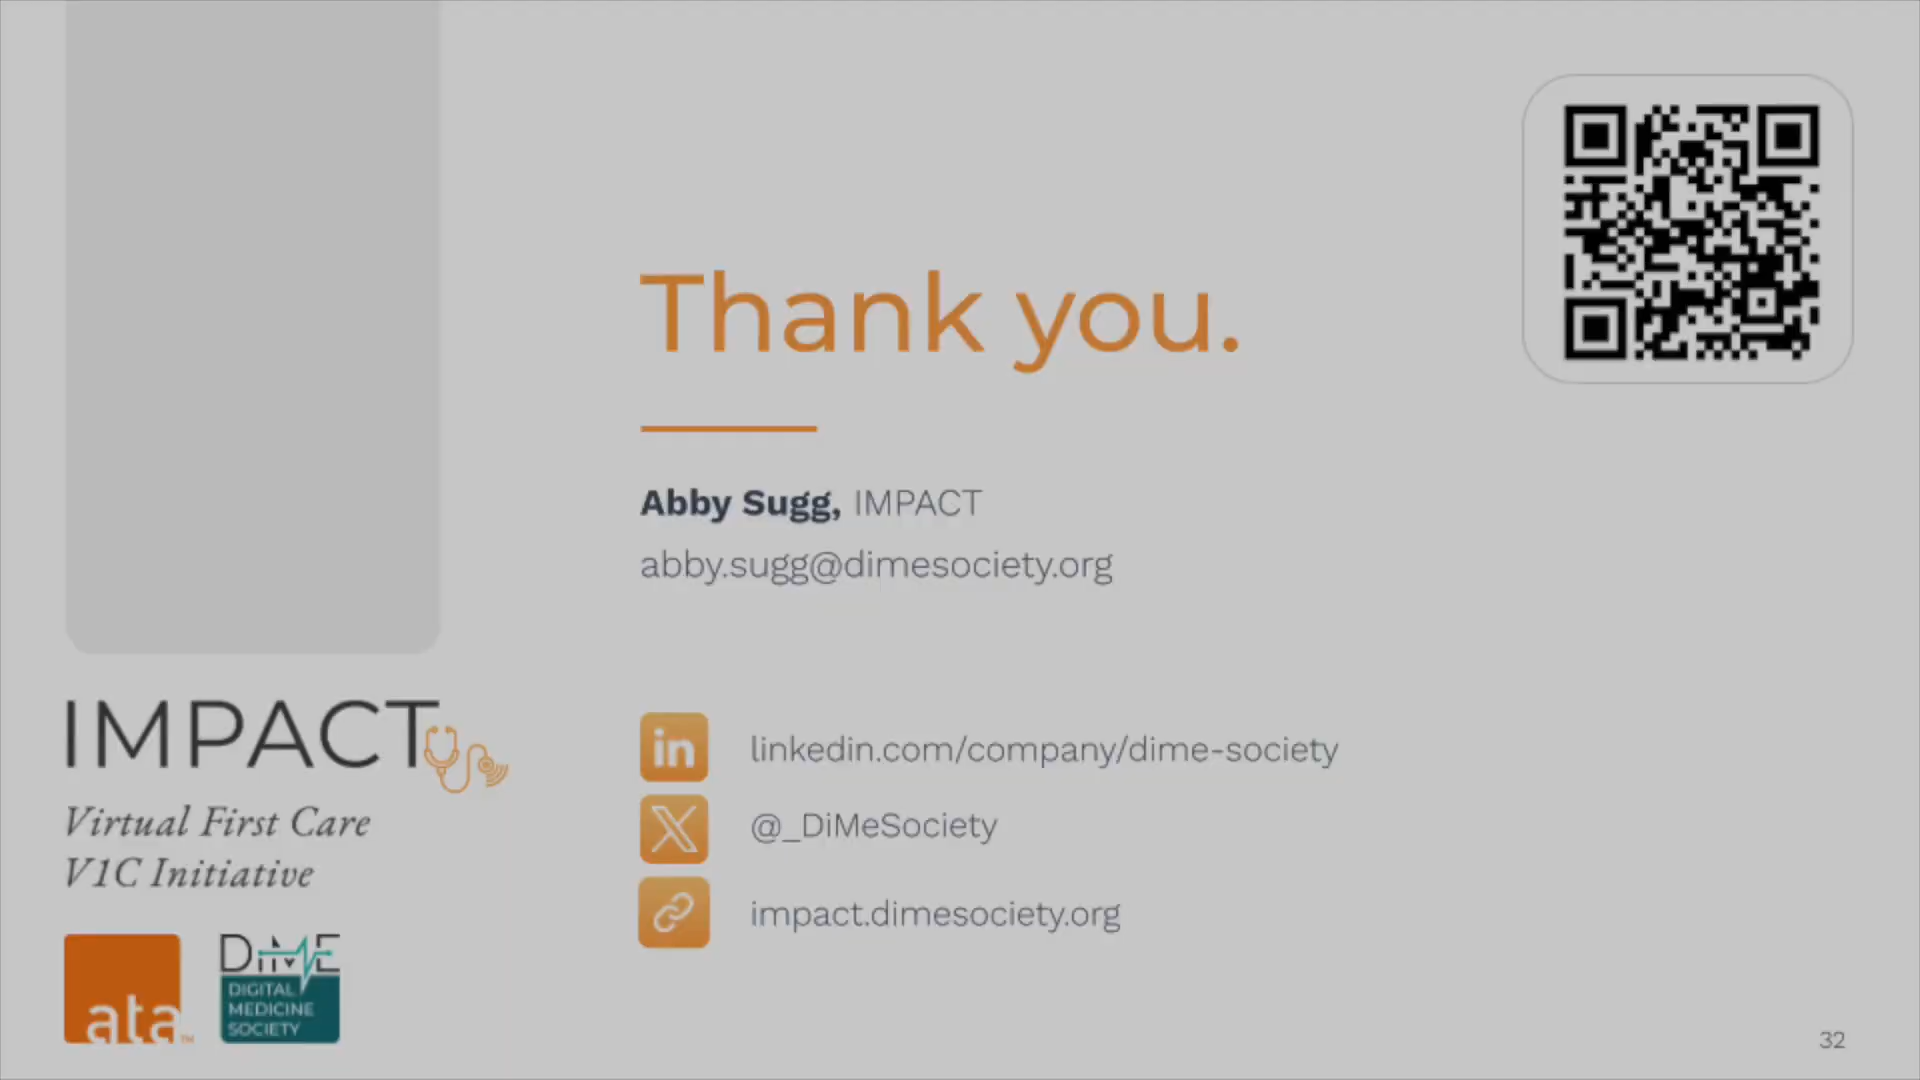 Thank you.
Abby Sugg, IMPACT
abby.sugg@dimesociety.org
IMPACT
Virtual First Care
V1C Initiative
linkedin.com/company/dime-society
@_DiMeSociety
impact.dimesociety.org
ata™
DiME
DIGITAL
MEDICINE
SOCIETY
32